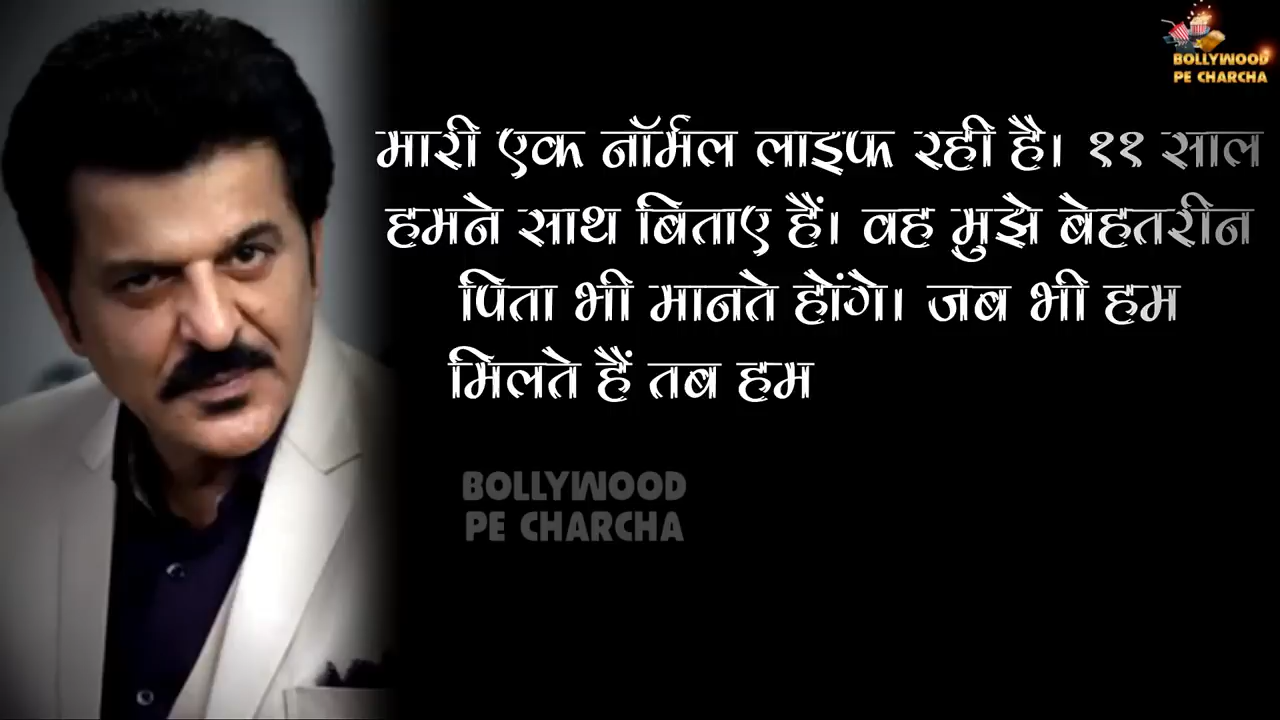 BOLLYWOOD
PE CHARCHA
मारी एक नॉर्मल लाइफ रही है। ११ साल
हमने साथ बिताए हैं। वह मुझे बेहतरीन
पिता भी मानते होंगे। जब भी हम
मिलते हैं तब हम
BOLLYWOOD
PE CHARCHA